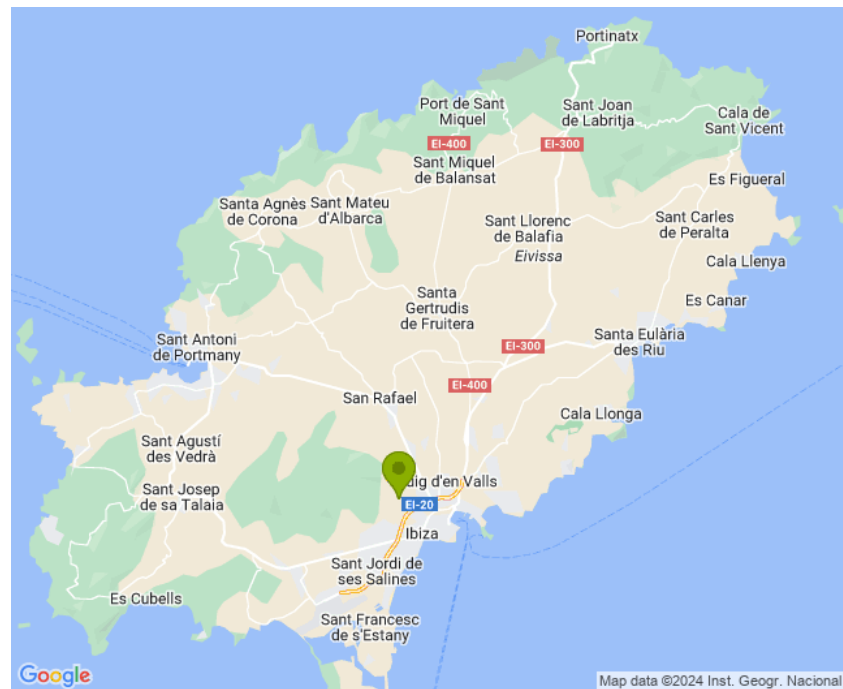 Portinatx
Port de Sant
Miquel
Sant Joan
de Labritja
Cala de
Sant Vicent
EI-400
EI-300
Sant Miquel
de Balansat
Es Figueral
Santa Agnès
de Corona
Sant Mateu
d'Albarca
Sant Llorenc
de Balafia
Eivissa
Sant Carles
de Peralta
Cala Llenya
Santa
Gertrudis
de Fruitera
Es Canar
Sant Antoni
de Portmany
EI-300
Santa Eulària
des Riu
EI-400
San Rafael
Cala Llonga
Sant Agustí
des Vedrà
Sant Josep
de sa Talaia
uig d'en Valls
EI-20
Ibiza
Sant Jordi de
ses Salines
Es Cubells
Sant Francesc
de s'Estany
Google
Map data ©2024 Inst. Geogr. Nacional